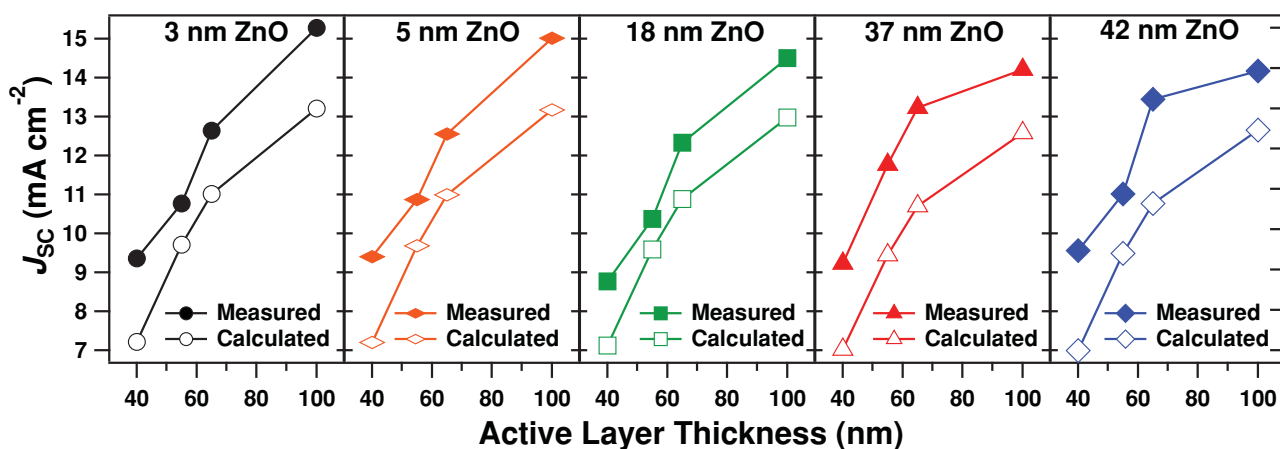 3 nm ZnO
5 nm ZnO
18 nm ZnO
37 nm ZnO
42 nm ZnO
15
14
13
12
11
10
9
8
7
J_SC (mA cm⁻²)
Measured
Calculated
Measured
Calculated
Measured
Calculated
Measured
Calculated
Measured
Calculated
40 60 80 100 40 60 80 100 40 60 80 100 40 60 80 100 40 60 80 100
Active Layer Thickness (nm)